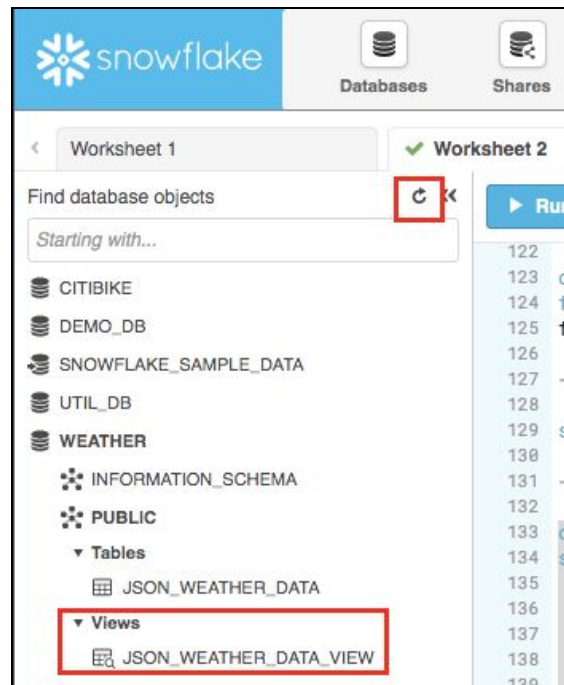 snowflake
Databases
Shares
Worksheet 1
Worksheet 2
Find database objects
Starting with...
CITIBIKE
DEMO_DB
SNOWFLAKE_SAMPLE_DATA
UTIL_DB
WEATHER
INFORMATION_SCHEMA
PUBLIC
Tables
JSON_WEATHER_DATA
Views
JSON_WEATHER_DATA_VIEW
Ru
122
123
124
125
126
127 -
128
129 s
130
131 -
132
133
134 s
135
136
137
138
139